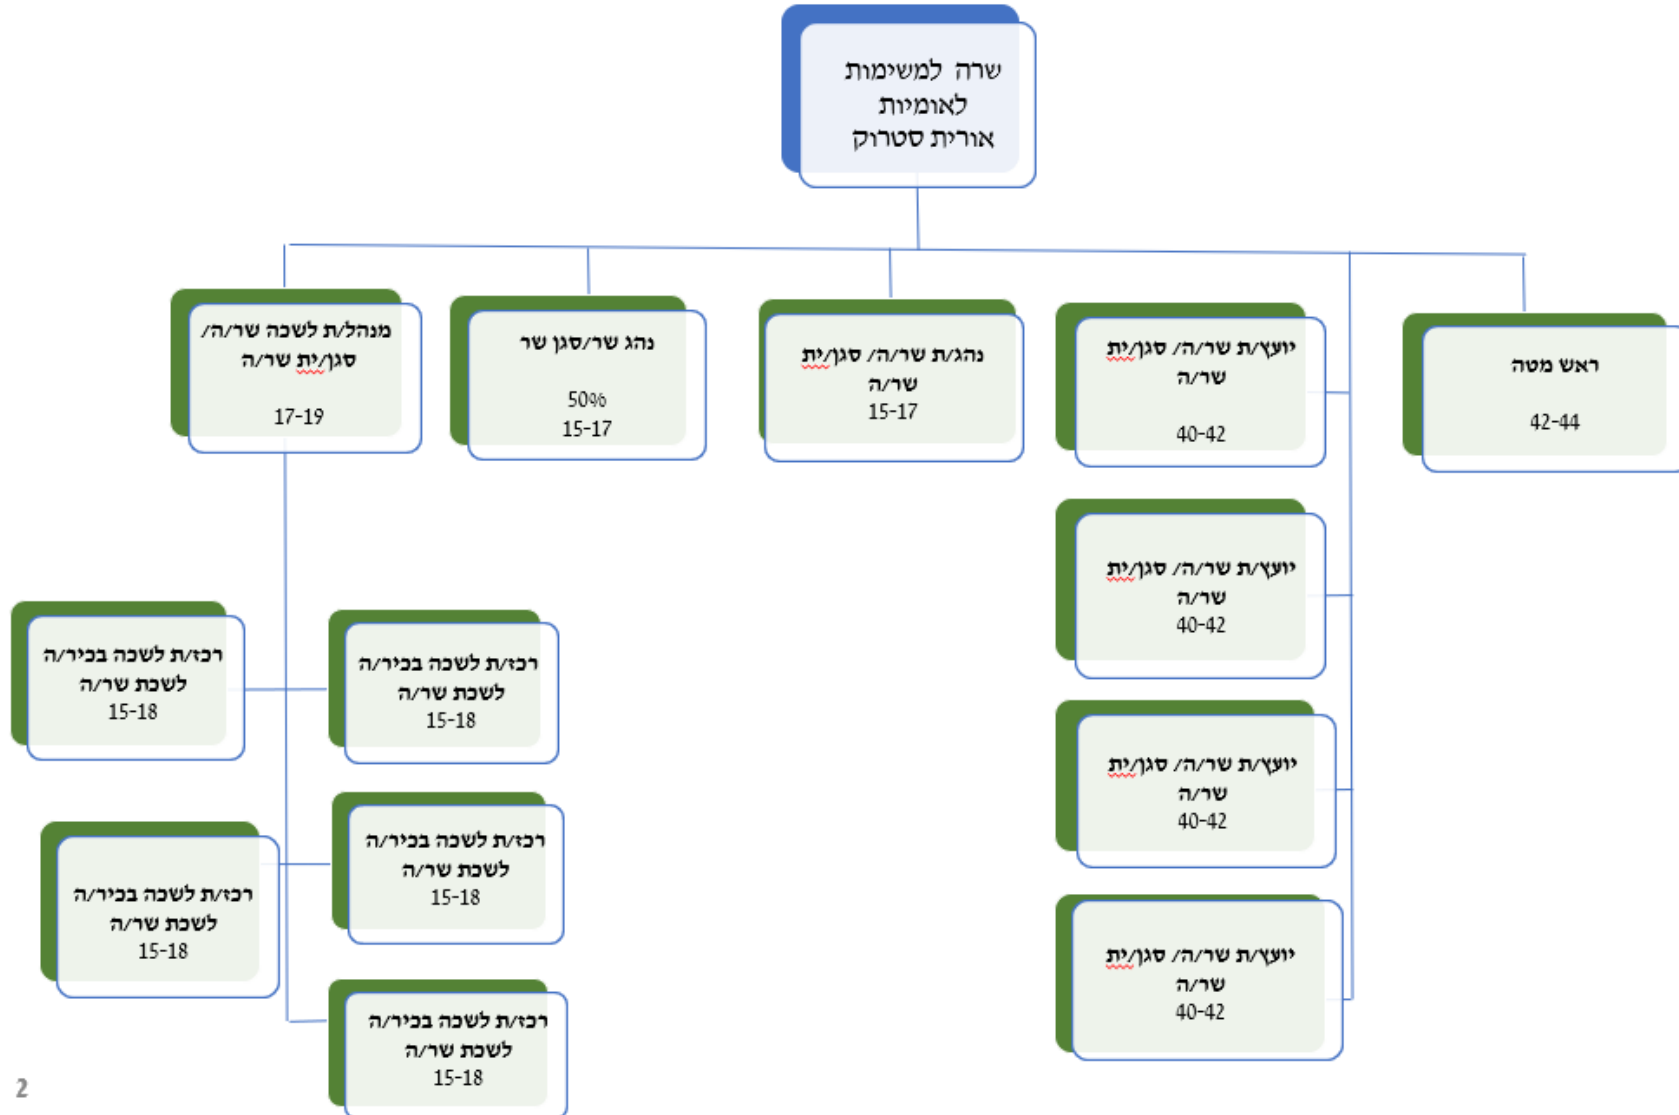 שרה למשימות
לאומיות
אורית סטרוק
ראש מטה
42-44
יועץ/ת שר/ה/ סגן/ית
שר/ה
40-42
יועץ/ת שר/ה/ סגן/ית
שר/ה
40-42
יועץ/ת שר/ה/ סגן/ית
שר/ה
40-42
יועץ/ת שר/ה/ סגן/ית
שר/ה
40-42
נהג/ת שר/ה/ סגן/ית
שר/ה
15-17
נהג שר/סגן שר
50%
15-17
מנהל/ת לשכה שר/ה/
סגן/ית שר/ה
17-19
רכז/ת לשכה בכיר/ה
לשכת שר/ה
15-18
רכז/ת לשכה בכיר/ה
לשכת שר/ה
15-18
רכז/ת לשכה בכיר/ה
לשכת שר/ה
15-18
רכז/ת לשכה בכיר/ה
לשכת שר/ה
15-18
רכז/ת לשכה בכיר/ה
לשכת שר/ה
15-18
2